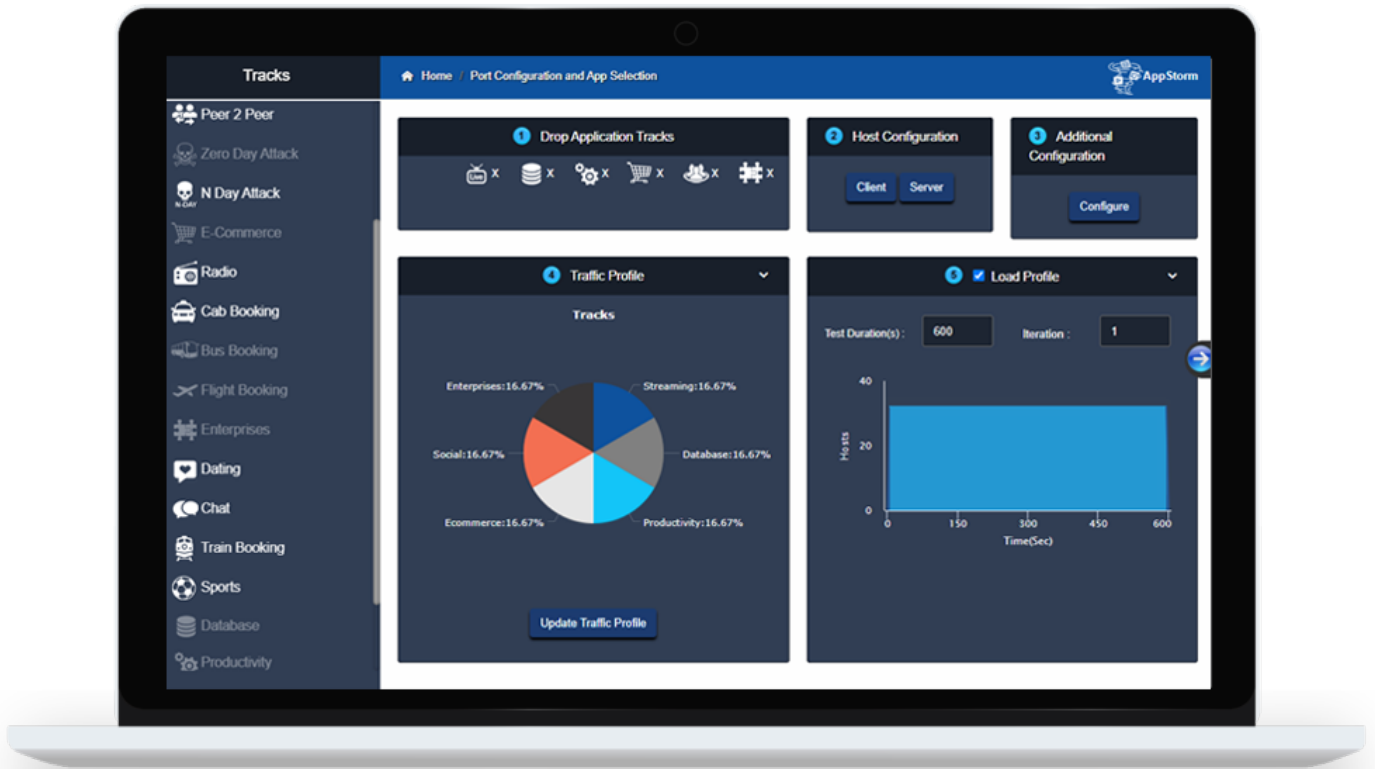 Tracks
Peer 2 Peer
Zero Day Attack
N-DAY
N Day Attack
E-Commerce
Radio
Cab Booking
Bus Booking
Flight Booking
Enterprises
Dating
Chat
Train Booking
Sports
Database
Productivity
Home / Port Configuration and App Selection
AppStorm
1 Drop Application Tracks
Live X X X X X X
2 Host Configuration
Client Server
3 Additional
Configuration
Configure
4 Traffic Profile
Tracks
Enterprises:16.67% Streaming:16.67%
Social:16.67% Database:16.67%
Ecommerce:16.67% Productivity:16.67%
Update Traffic Profile
5 Load Profile
Test Duration(s) : 600 Iteration : 1
40
20
0
Hosts
0 150 300 450 600
Time(Sec)